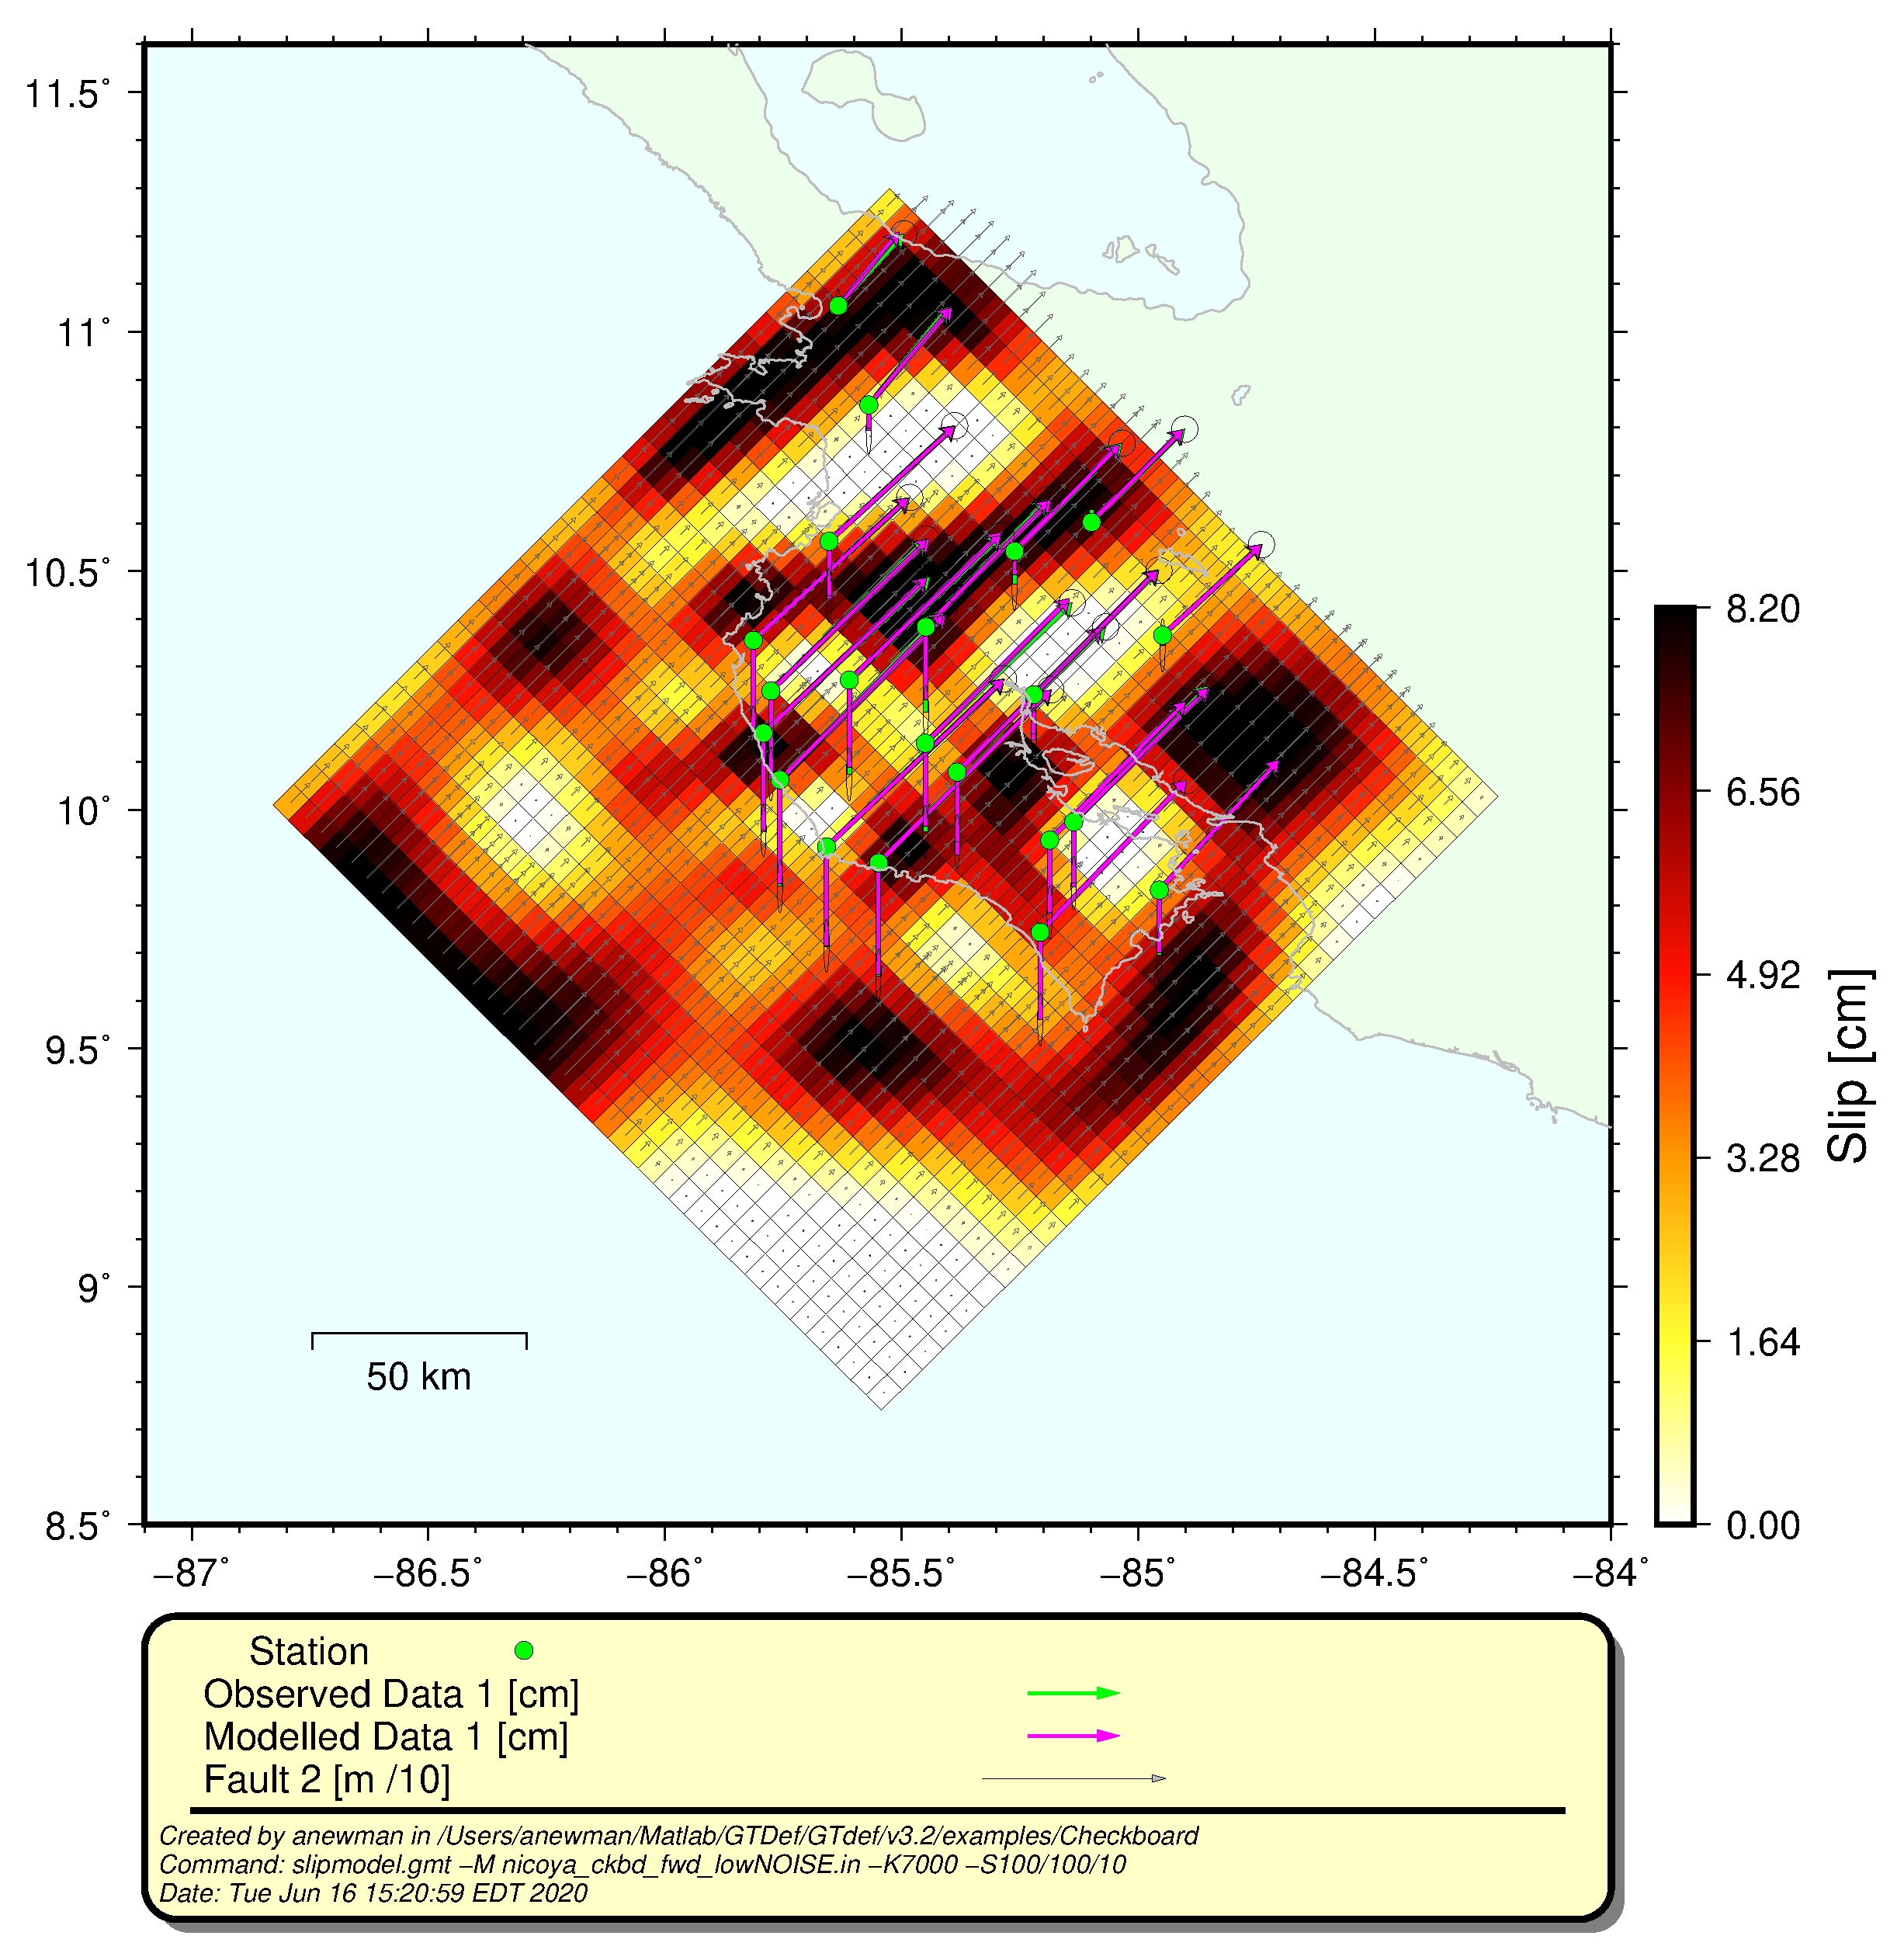 11.5°
11°
10.5°
10°
9.5°
9°
8.5°
50 km
−87°
−86.5°
−86°
−85.5°
−85°
−84.5°
−84°
8.20
6.56
4.92
3.28
1.64
0.00
Slip [cm]
Station
Observed Data 1 [cm]
Modelled Data 1 [cm]
Fault 2 [m /10]
Created by anewman in /Users/anewman/Matlab/GTDef/GTdef/v3.2/examples/Checkboard
Command: slipmodel.gmt −M nicoya_ckbd_fwd_lowNOISE.in −K7000 −S100/100/10
Date: Tue Jun 16 15:20:59 EDT 2020